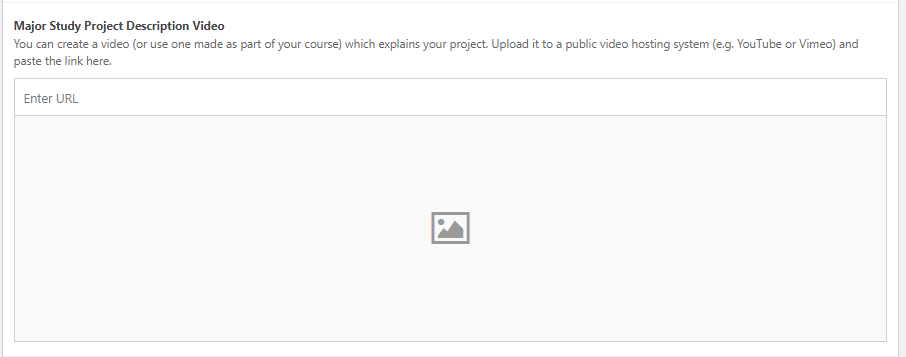 Major Study Project Description Video
You can create a video (or use one made as part of your course) which explains your project. Upload it to a public video hosting system (e.g. YouTube or Vimeo) and
paste the link here.
Enter URL